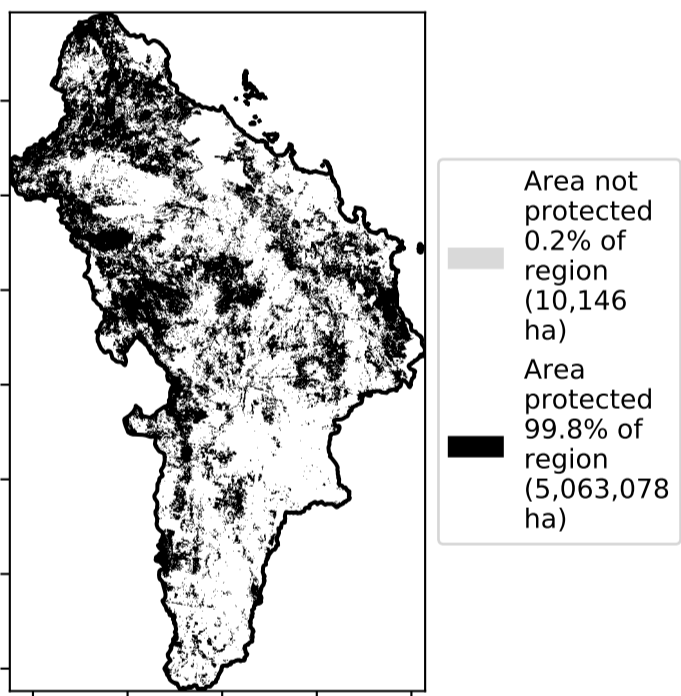 Area not
protected
0.2% of
region
(10,146
ha)
Area
protected
99.8% of
region
(5,063,078
ha)